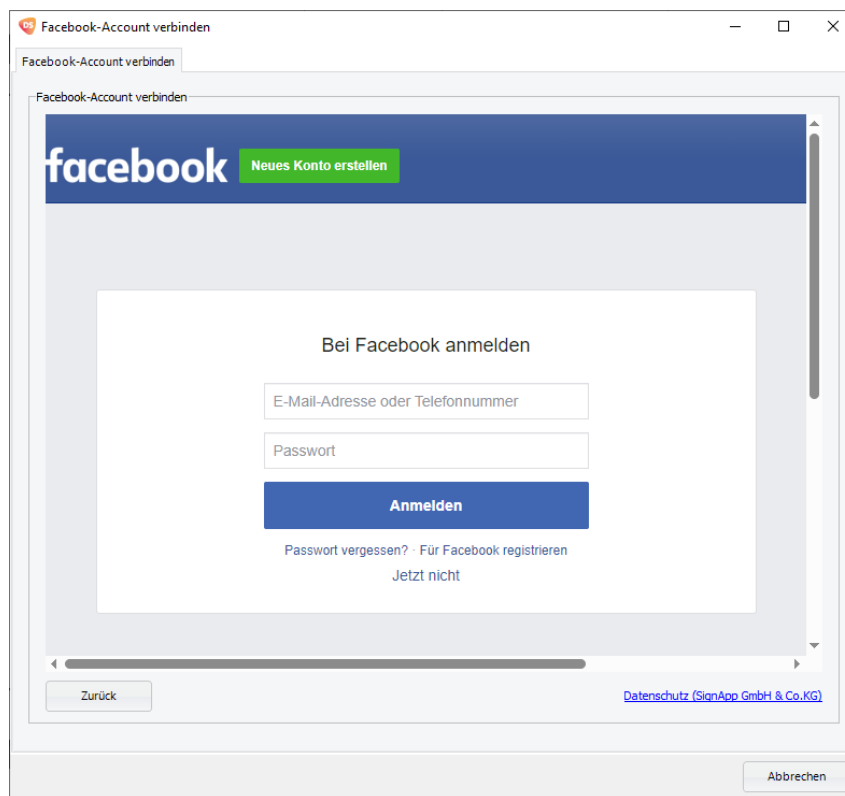 DS Facebook-Account verbinden
Facebook-Account verbinden
Facebook-Account verbinden
facebook Neues Konto erstellen
Bei Facebook anmelden
E-Mail-Adresse oder Telefonnummer
Passwort
Anmelden
Passwort vergessen? · Für Facebook registrieren
Jetzt nicht
Zurück Datenschutz (SignApp GmbH & Co.KG)
Abbrechen